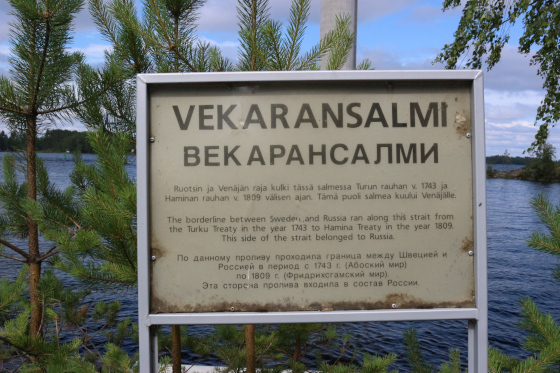 VEKARANSALMI
ВЕКАРАНСАЛМИ
Ruotsin ja Venäjän raja kulki tässä salmessa Turun rauhan v. 1743 ja
Haminan rauhan v. 1809 välisen ajan. Tämä puoli salmea kuului Venäjälle.
The borderline between Sweden and Russia ran along this strait from
the Turku Treaty in the year 1743 to Hamina Treaty in the year 1809.
This side of the strait belonged to Russia.
По данному проливу проходила граница между Швецией и
Россией в период с 1743 г. (Абоский мир)
по 1809 г. (Фридрихстамский мир).
Эта сторона пролива входила в состав России.